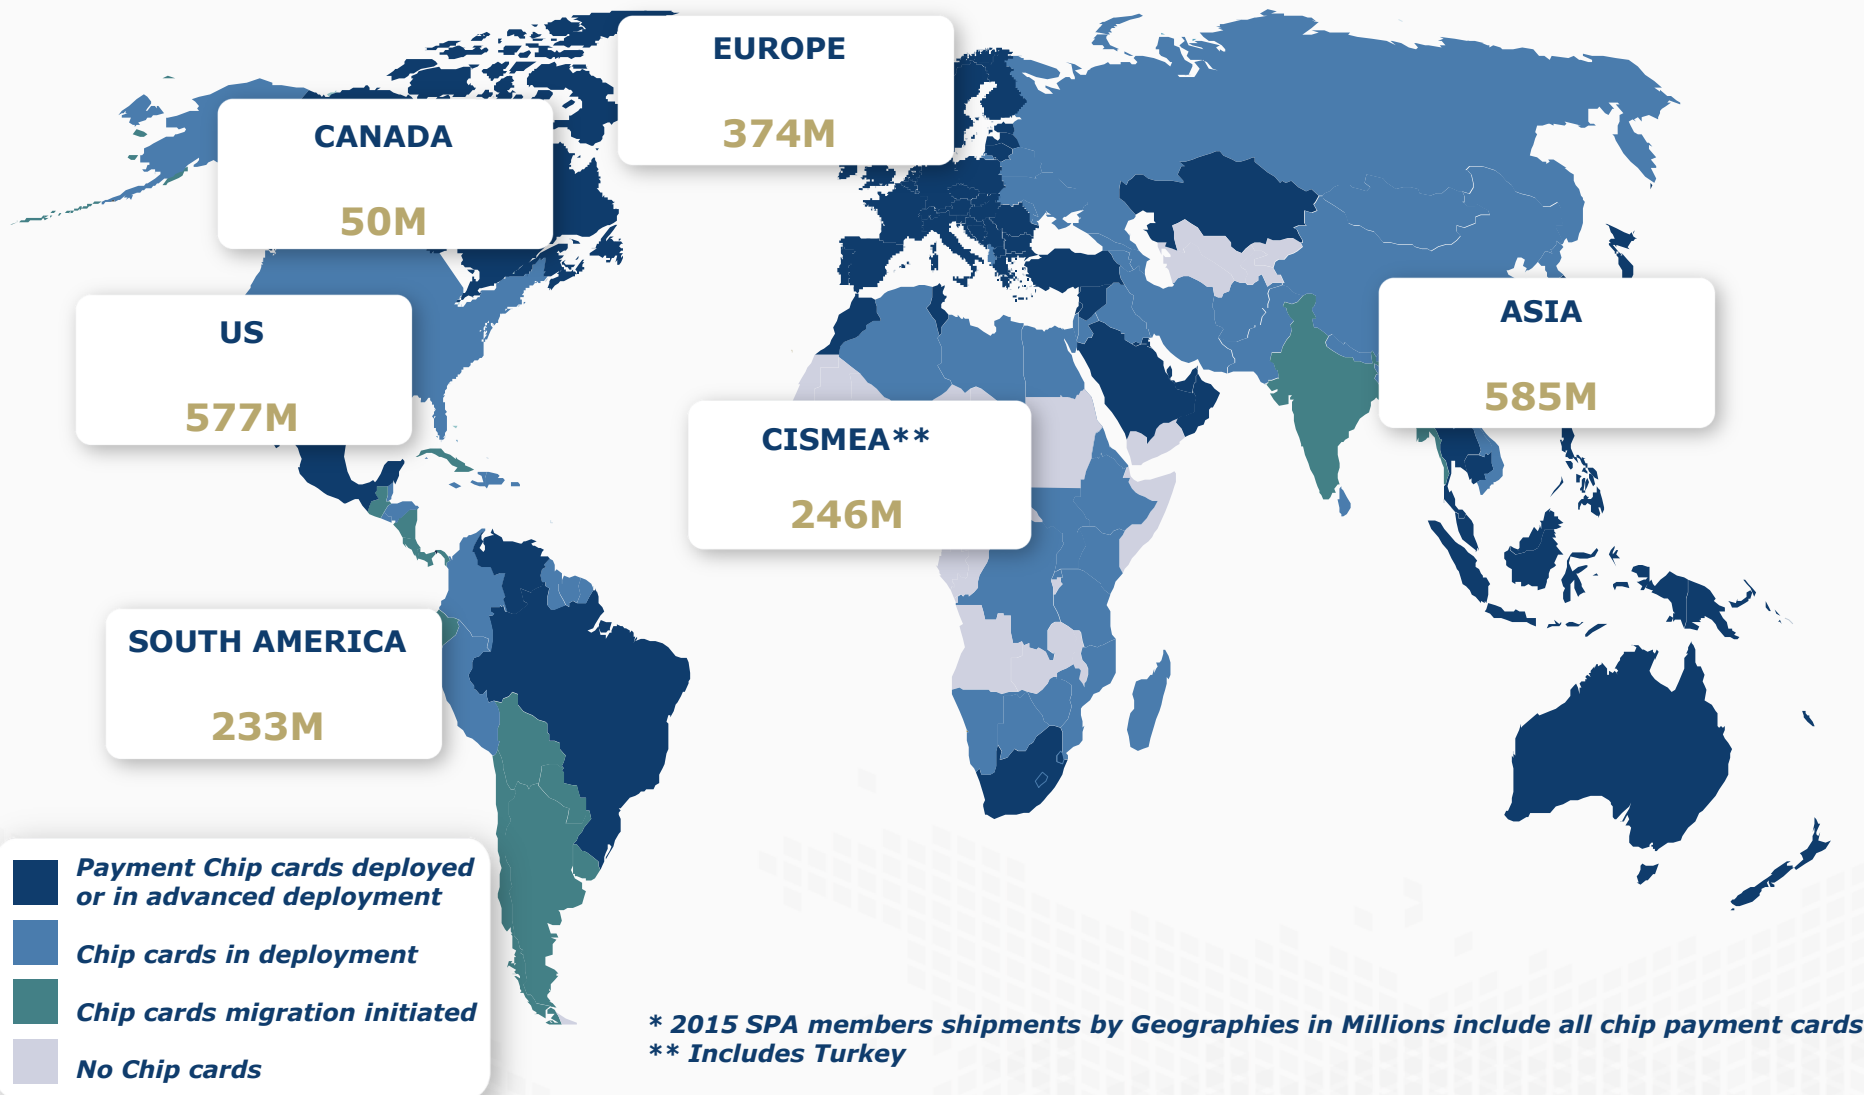 EUROPE
374M
CANADA
50M
US
577M
ASIA
585M
CISMEA**
246M
SOUTH AMERICA
233M
Payment Chip cards deployed
or in advanced deployment
Chip cards in deployment
Chip cards migration initiated
No Chip cards
* 2015 SPA members shipments by Geographies in Millions include all chip payment cards
** Includes Turkey